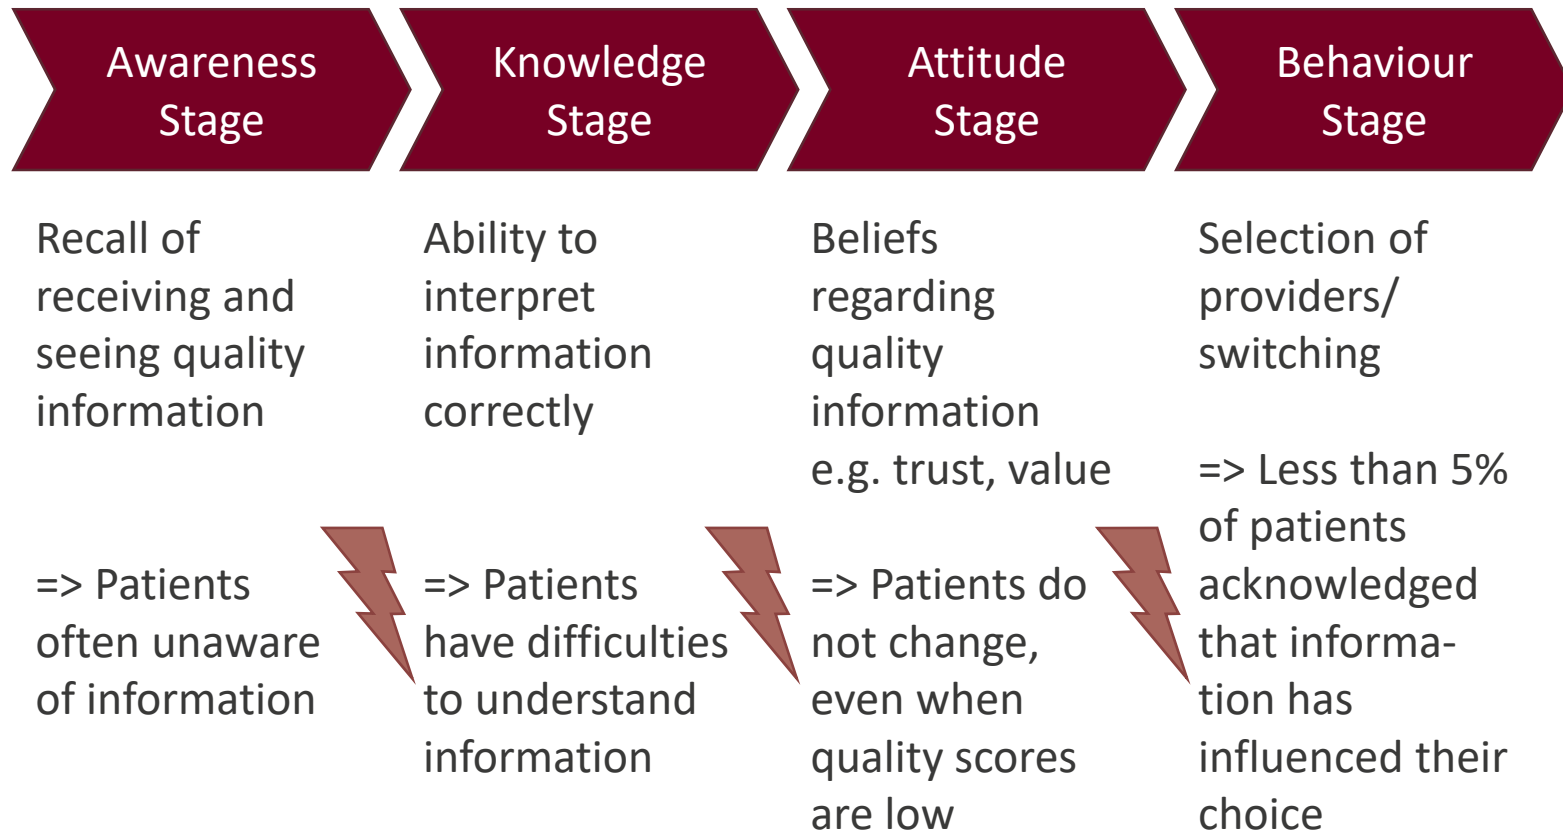 Awareness
Stage
Knowledge
Stage
Attitude
Stage
Behaviour
Stage
Recall of
receiving and
seeing quality
information
=> Patients
often unaware
of information
Ability to
interpret
information
correctly
=> Patients
have difficulties
to understand
information
Beliefs
regarding
quality
information
e.g. trust, value
=> Patients do
not change,
even when
quality scores
are low
Selection of
providers/
switching
=> Less than 5%
of patients
acknowledged
that informa-
tion has
influenced their
choice